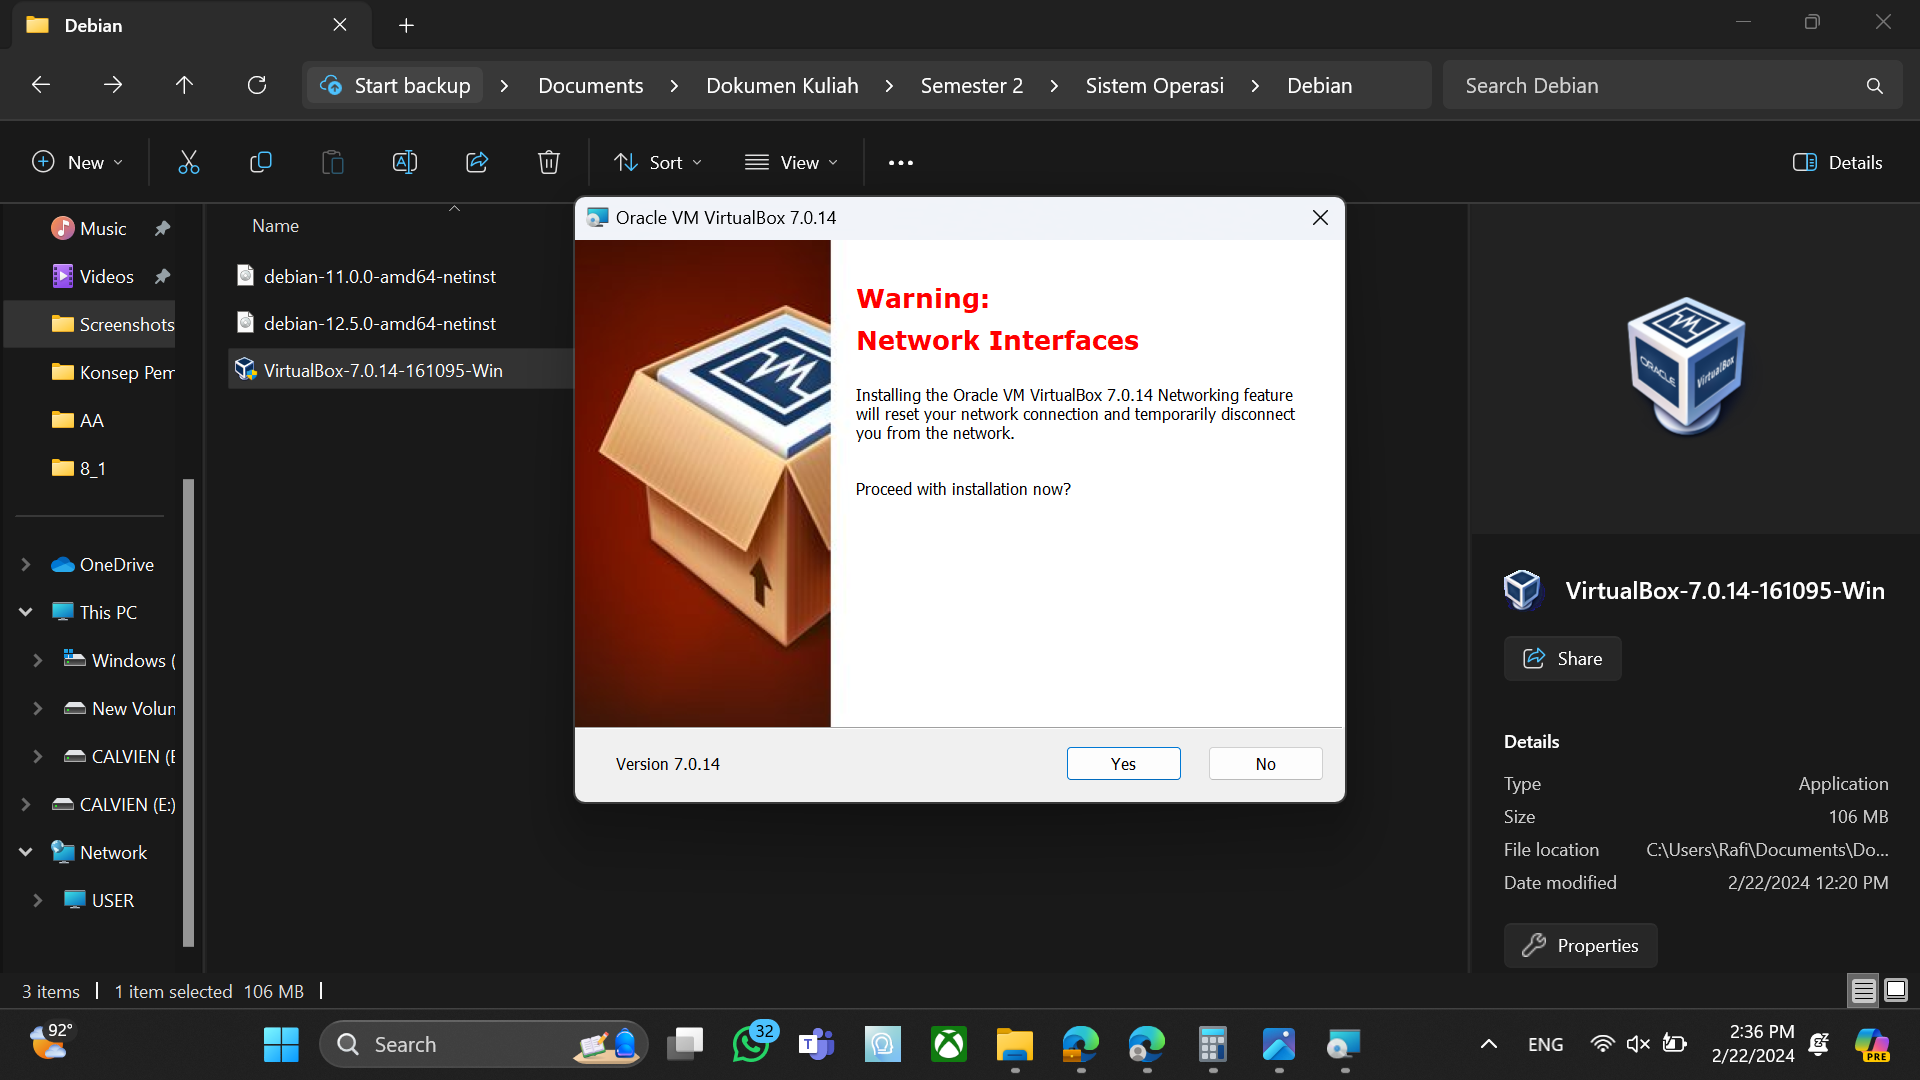 Debian
Start backup
Documents
Dokumen Kuliah
Semester 2
Sistem Operasi
Debian
Search Debian
New
Sort
View
Details
Music
Videos
Screenshots
Konsep Pem
AA
8_1
OneDrive
This PC
Windows (
New Volun
CALVIEN (E
CALVIEN (E:)
Network
USER
Name
debian-11.0.0-amd64-netinst
debian-12.5.0-amd64-netinst
VirtualBox-7.0.14-161095-Win
Oracle VM VirtualBox 7.0.14
Warning:
Network Interfaces
Installing the Oracle VM VirtualBox 7.0.14 Networking feature
will reset your network connection and temporarily disconnect
you from the network.
Proceed with installation now?
Version 7.0.14
Yes
No
ORACLE
VirtualBox
VirtualBox-7.0.14-161095-Win
Share
Details
Type Application
Size 106 MB
File location C:\Users\Rafi\Documents\Do...
Date modified 2/22/2024 12:20 PM
Properties
3 items
1 item selected 106 MB
92°
Search
32
T
ENG
2:36 PM
2/22/2024
PRE